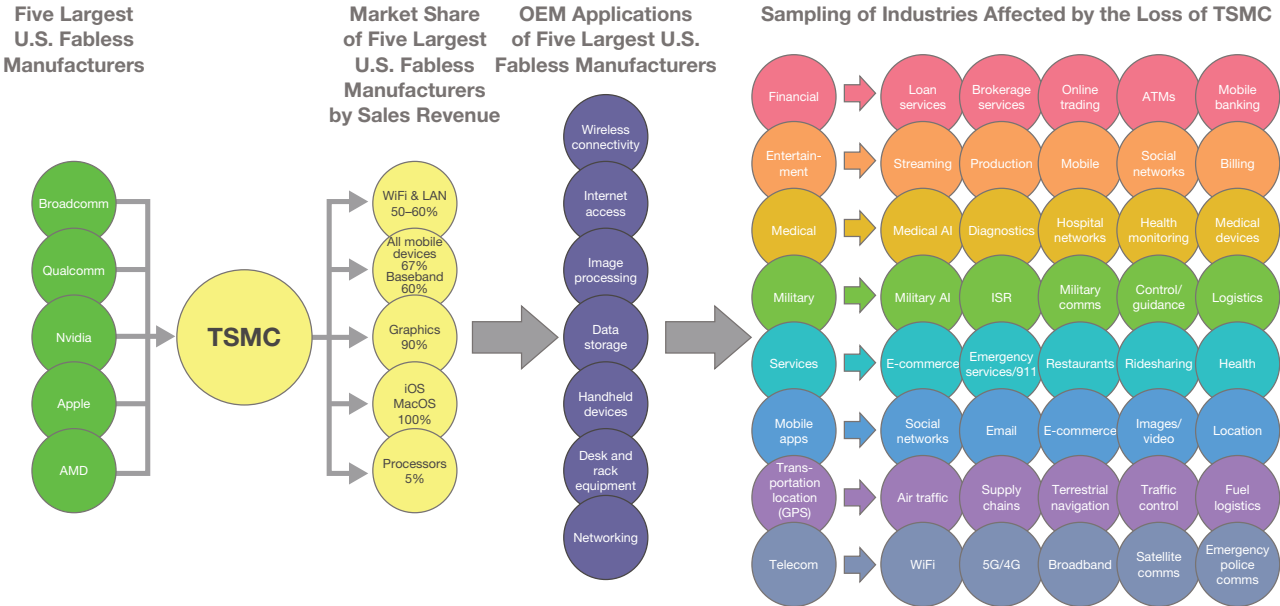 Five Largest
U.S. Fabless
Manufacturers
Market Share
of Five Largest
U.S. Fabless
Manufacturers
by Sales Revenue
OEM Applications
of Five Largest U.S.
Fabless Manufacturers
Sampling of Industries Affected by the Loss of TSMC
Broadcomm
Qualcomm
Nvidia
Apple
AMD
TSMC
WiFi & LAN
50–60%
All mobile
devices
67%
Baseband
60%
Graphics
90%
iOS
MacOS
100%
Processors
5%
Wireless
connectivity
Internet
access
Image
processing
Data
storage
Handheld
devices
Desk and
rack
equipment
Networking
Financial
Loan
services
Brokerage
services
Online
trading
ATMs
Mobile
banking
Entertain-
ment
Streaming
Production
Mobile
Social
networks
Billing
Medical
Medical AI
Diagnostics
Hospital
networks
Health
monitoring
Medical
devices
Military
Military AI
ISR
Military
comms
Control/
guidance
Logistics
Services
E-commerce
Emergency
services/911
Restaurants
Ridesharing
Health
Mobile
apps
Social
networks
Email
E-commerce
Images/
video
Location
Trans-
portation
location
(GPS)
Air traffic
Supply
chains
Terrestrial
navigation
Traffic
control
Fuel
logistics
Telecom
WiFi
5G/4G
Broadband
Satellite
comms
Emergency
police
comms